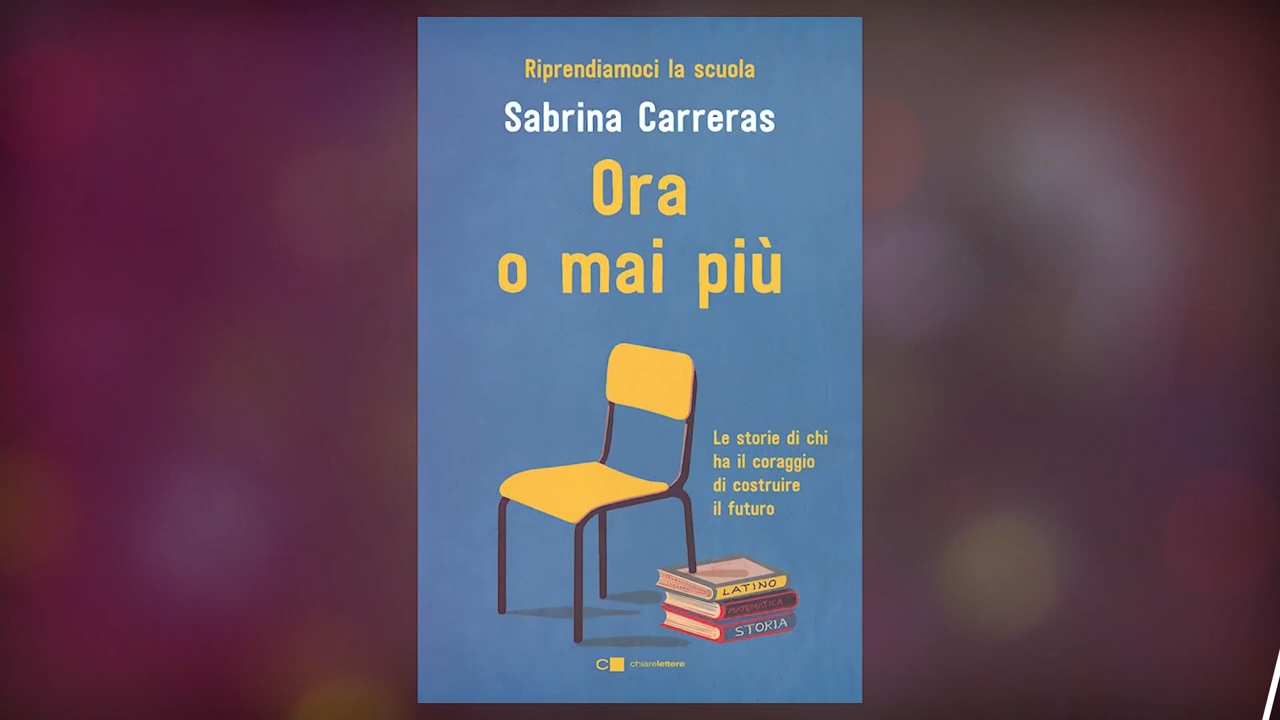 Riprendiamoci la scuola
Sabrina Carreras
Ora
o mai più
Le storie di chi
ha il coraggio
di costruire
il futuro
LATINO
MATEMATICA
STORIA
chiarelettere